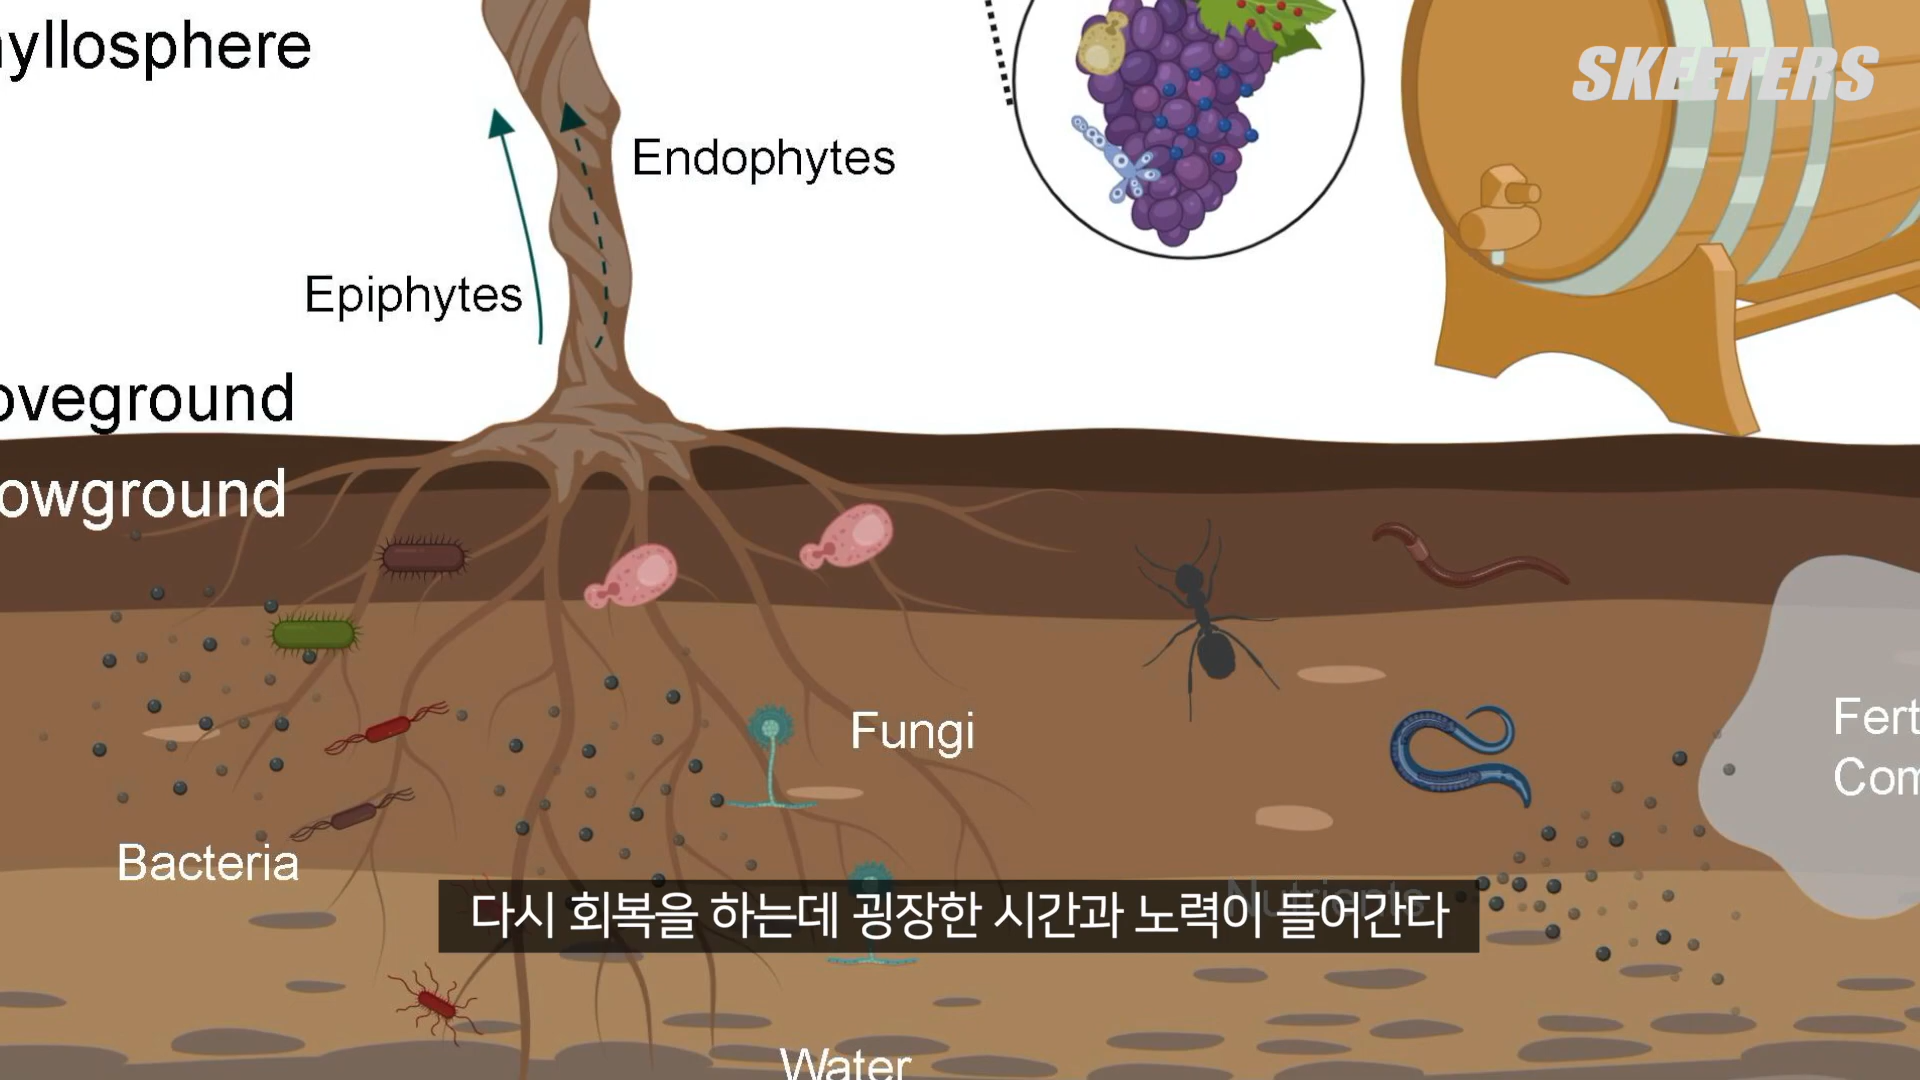 yllosphere
SKEETERS
Endophytes
Epiphytes
oveground
owground
Fungi
Fert
Com
Bacteria
Nutrients
다시 회복을 하는데 굉장한 시간과 노력이 들어간다
Water